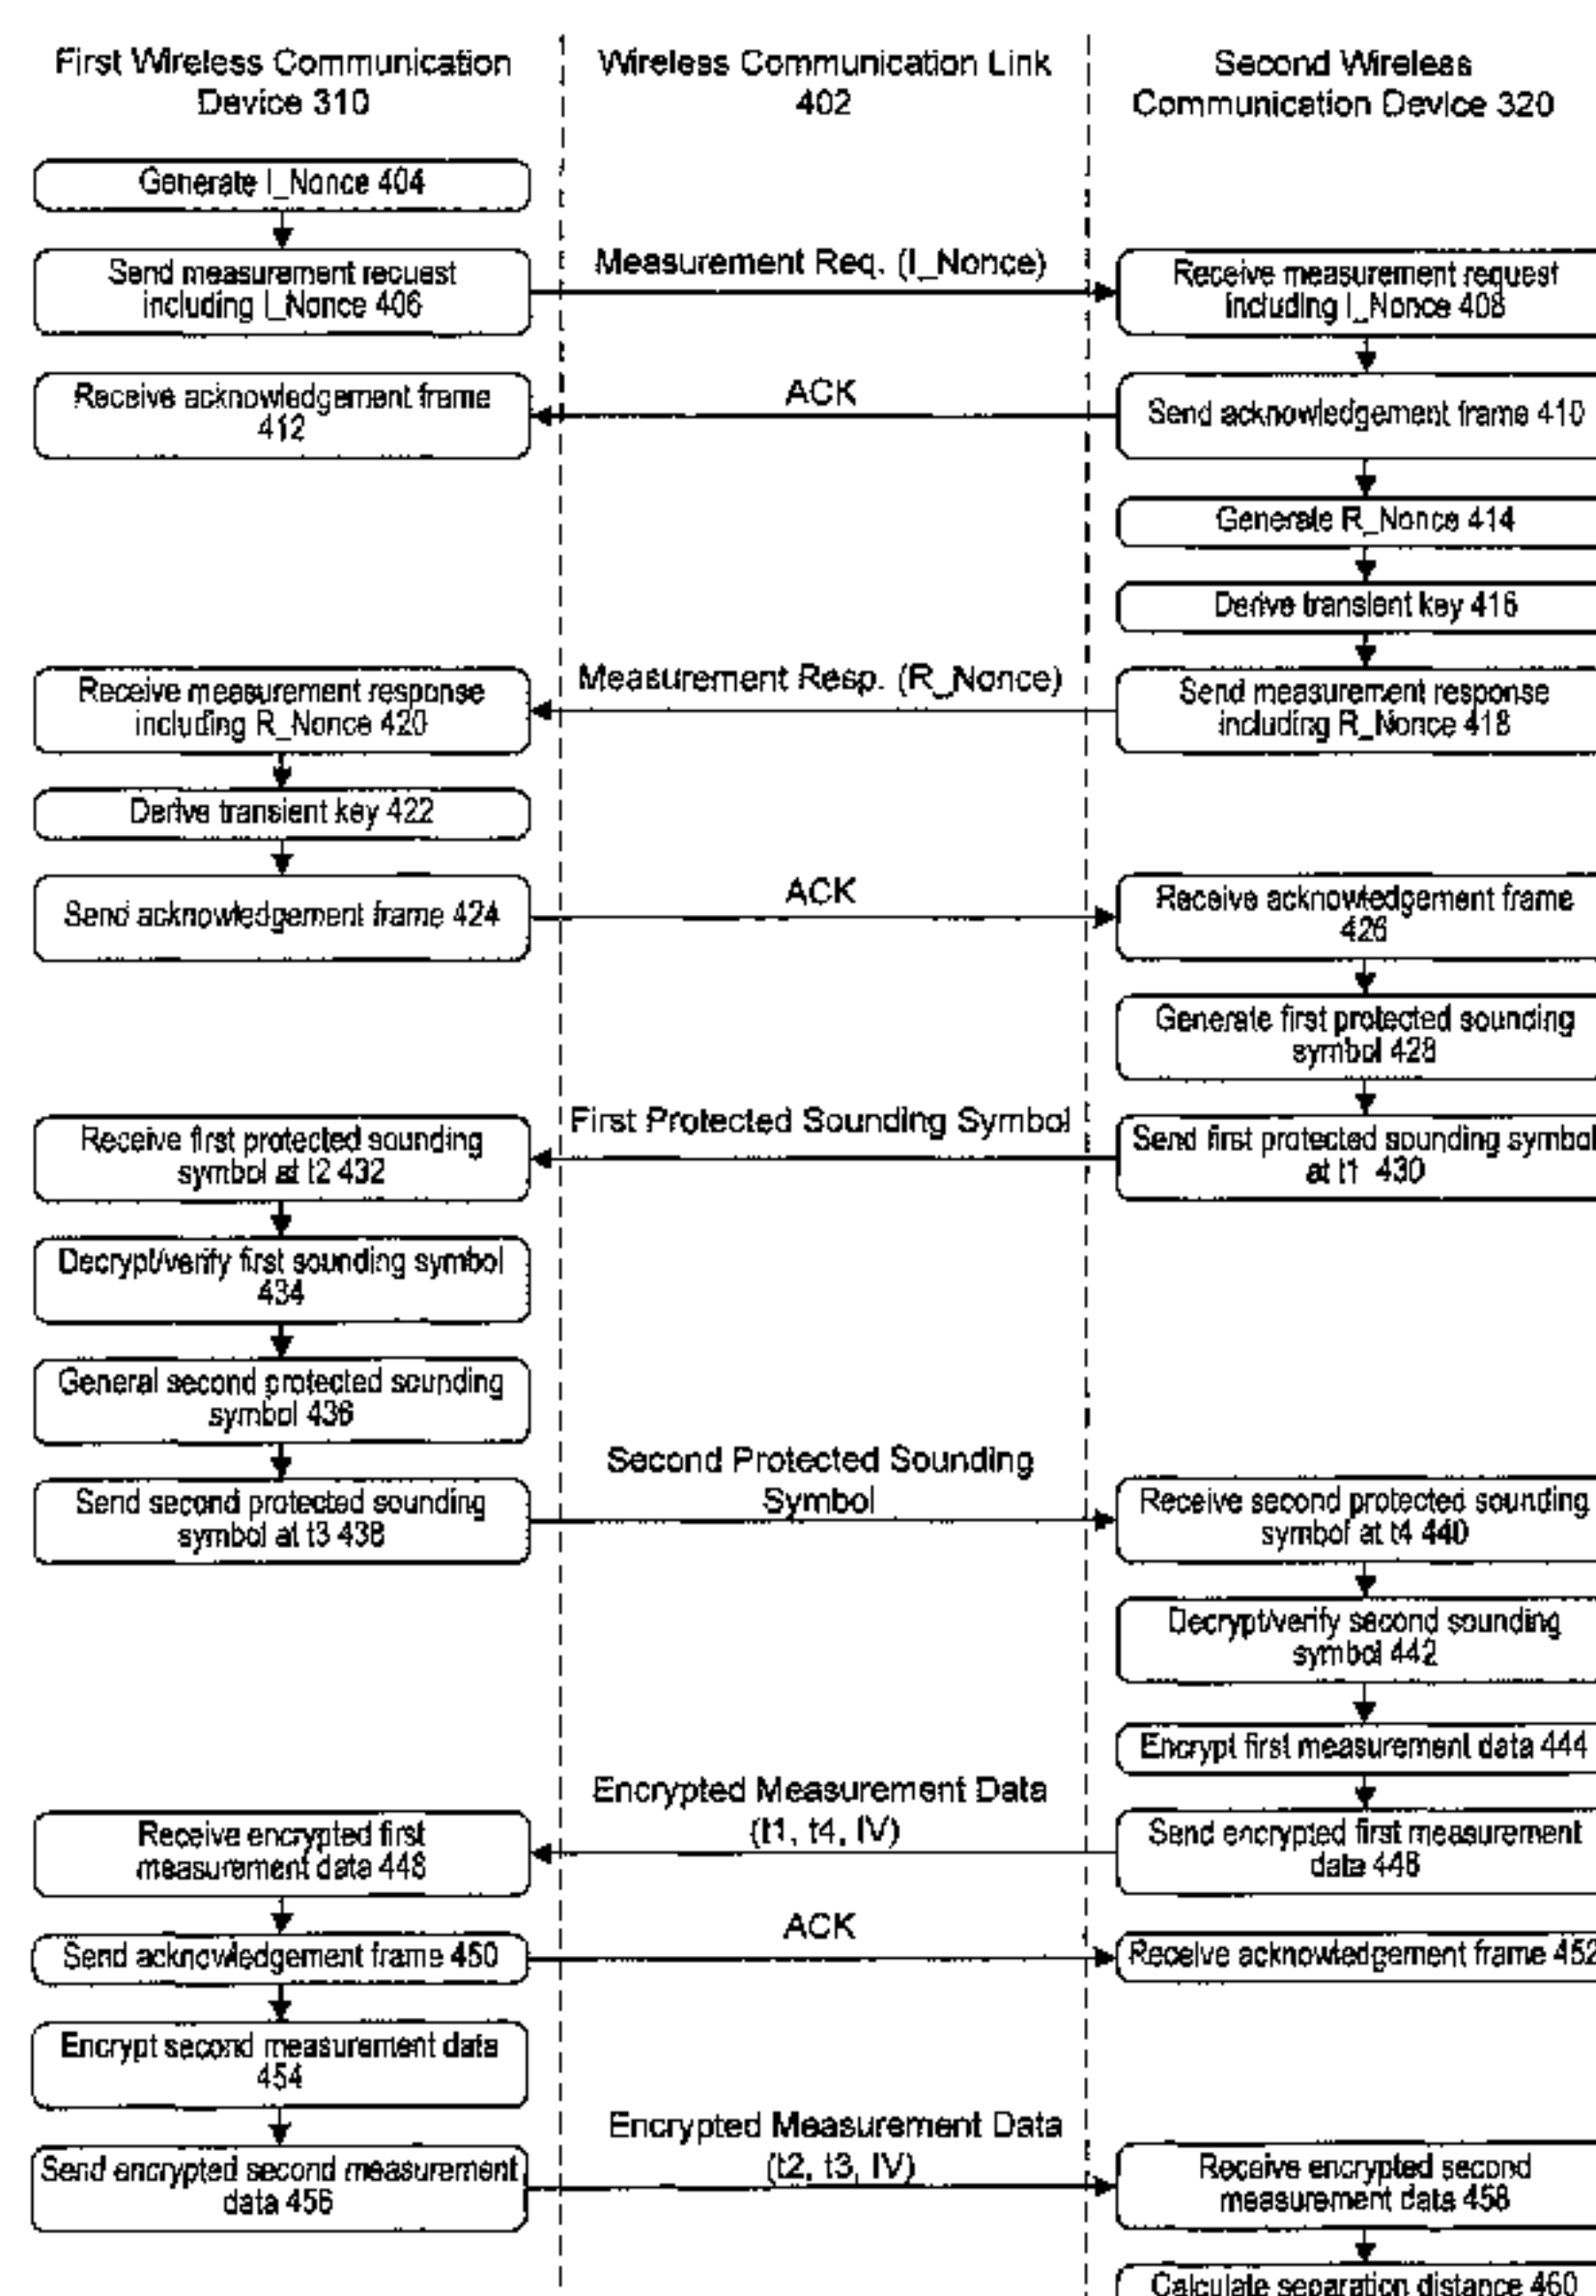 First Wireless Communication
Device 310
Wireless Communication Link
402
Second Wireless
Communication Device 320
Generate I_Nonce 404
Send measurement request
including I_Nonce 406
Measurement Req. (I_Nonce)
Receive measurement request
including I_Nonce 408
Receive acknowledgement frame
412
ACK
Send acknowledgement frame 410
Generate R_Nonce 414
Derive transient key 416
Receive measurement response
including R_Nonce 420
Measurement Resp. (R_Nonce)
Send measurement response
including R_Nonce 418
Derive transient key 422
Send acknowledgement frame 424
ACK
Receive acknowledgement frame
426
Generate first protected sounding
symbol 428
Receive first protected sounding
symbol at t2 432
First Protected Sounding Symbol
Send first protected sounding symbol
at t1 430
Decrypt/verify first sounding symbol
434
General second protected sounding
symbol 436
Send second protected sounding
symbol at t3 438
Second Protected Sounding
Symbol
Receive second protected sounding
symbol at t4 440
Decrypt/verify second sounding
symbol 442
Encrypt first measurement data 444
Receive encrypted first
measurement data 448
Encrypted Measurement Data
(t1, t4, IV)
Send encrypted first measurement
data 446
Send acknowledgement frame 450
ACK
Receive acknowledgement frame 452
Encrypt second measurement data
454
Send encrypted second measurement
data 456
Encrypted Measurement Data
(t2, t3, IV)
Receive encrypted second
measurement data 458
Calculate separation distance 460